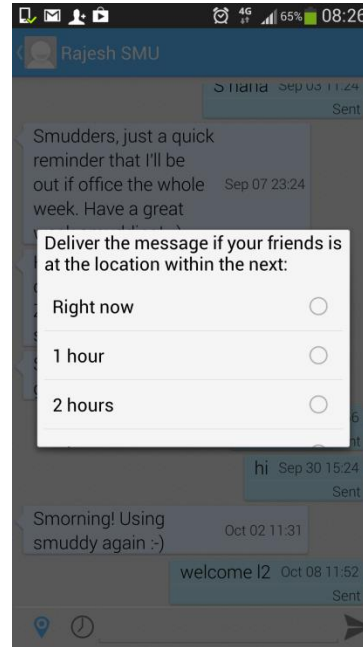 4G 65% 08:26
Rajesh SMU
Sep 03 11:24
Sent
Smudders, just a quick
reminder that I'll be
out if office the whole Sep 07 23:24
week. Have a great
Deliver the message if your friends is
at the location within the next:
Right now
1 hour
2 hours
hi Sep 30 15:24
Sent
Smorning! Using
smuddy again :-) Oct 02 11:31
welcome l2 Oct 08 11:52
Sent